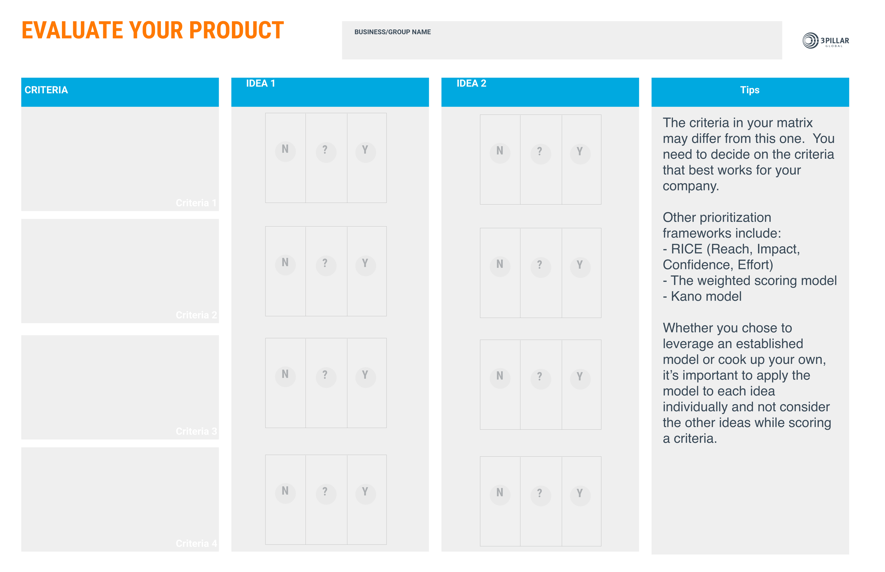 EVALUATE YOUR PRODUCT
BUSINESS/GROUP NAME
3PILLAR
GLOBAL
CRITERIA
IDEA 1
IDEA 2
Tips
Criteria 1
N ? Y
N ? Y
Criteria 2
N ? Y
N ? Y
Criteria 3
N ? Y
N ? Y
Criteria 4
N ? Y
N ? Y
The criteria in your matrix
may differ from this one.  You
need to decide on the criteria
that best works for your
company.
Other prioritization
frameworks include:
- RICE (Reach, Impact,
Confidence, Effort)
- The weighted scoring model
- Kano model
Whether you chose to
leverage an established
model or cook up your own,
it's important to apply the
model to each idea
individually and not consider
the other ideas while scoring
a criteria.